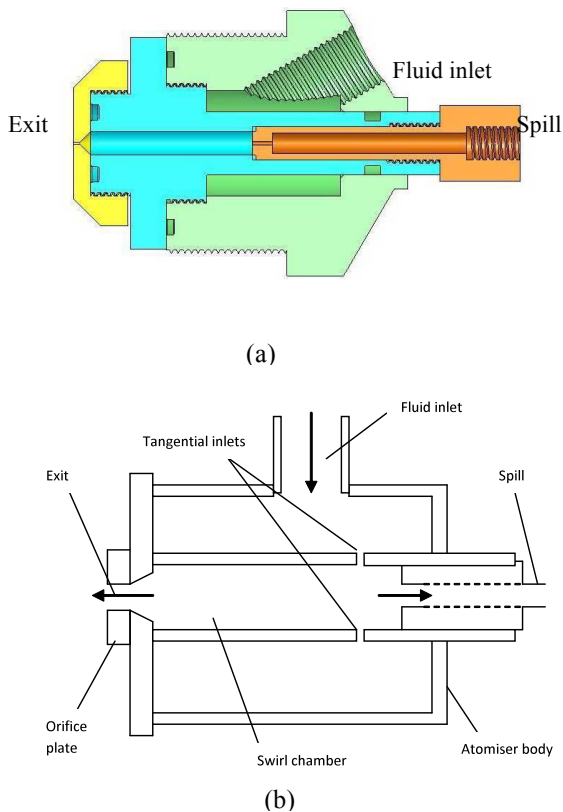 Fluid inlet
Exit
Spill
(a)
Fluid inlet
Tangential inlets
Exit
Spill
Orifice
plate
Swirl chamber
Atomiser body
(b)